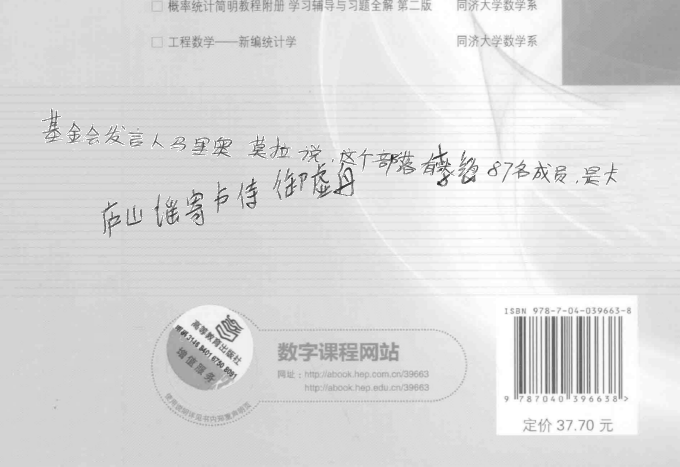 □ 概率统计简明教程附册 学习辅导与习题全解 第二版 同济大学数学系
□ 工程数学——新编统计学 同济大学数学系
基金会发言人马里奥 莫拉 说,这个部落有 87名成员,是大
庐山 寄卢侍 御虚舟
ISBN 978-7-04-039663-8
高等教育出版社
增值服务
数字课程网站
网址:http://abook.hep.com.cn/39663
http://abook.hep.edu.cn/39663
9 787040 396638 >
定价 37.70 元